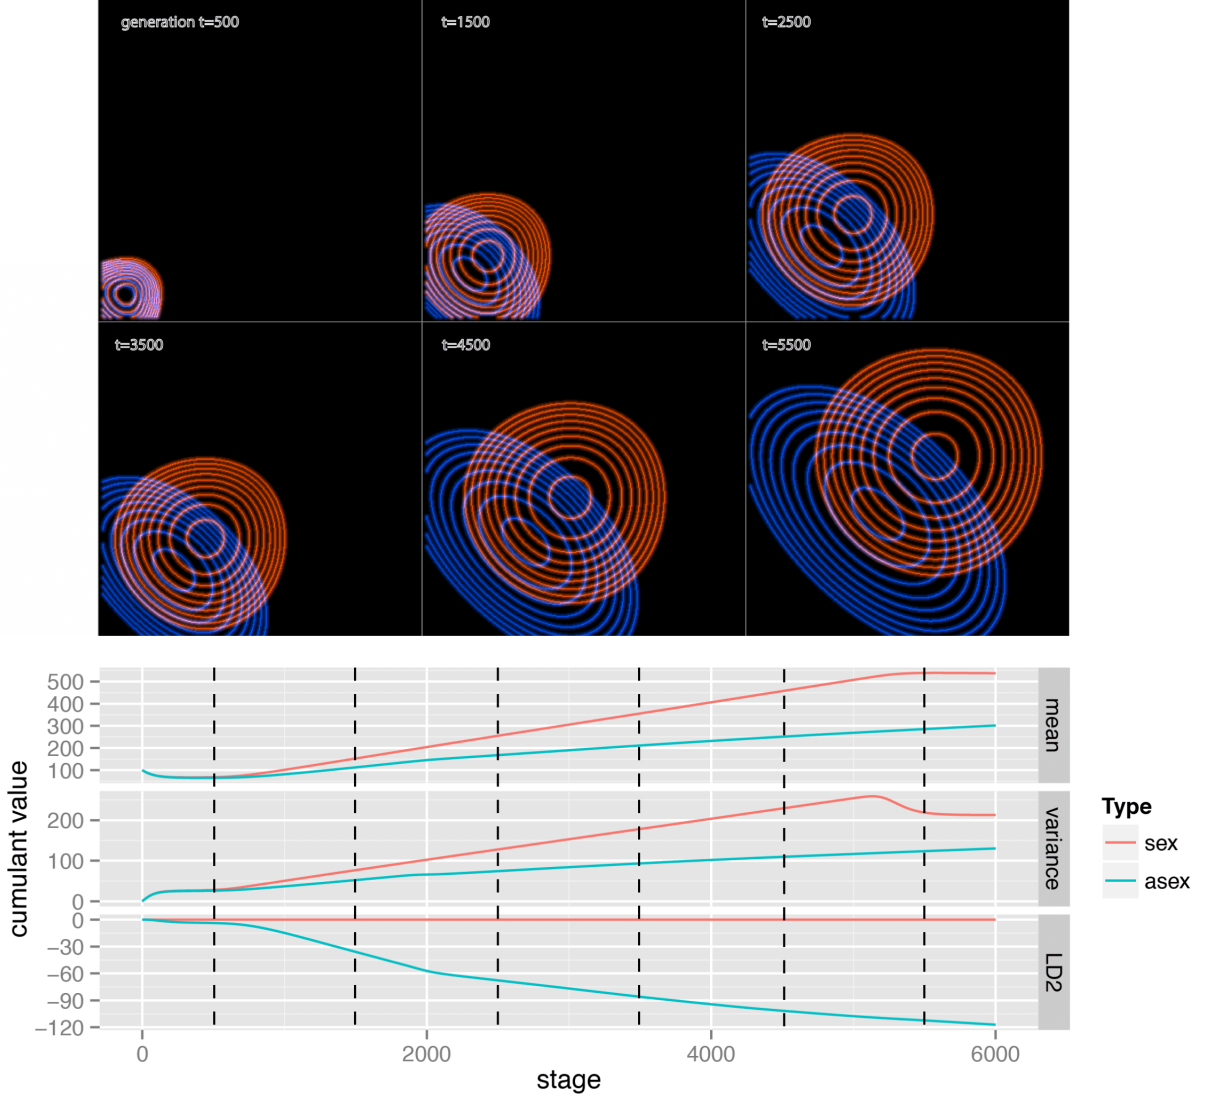 generation t=500
t=1500
t=2500
t=3500
t=4500
t=5500
500
400
300
200
100
mean
200
100
0
variance
0
−30
−60
−90
−120
LD2
cumulant value
0
2000
4000
6000
stage
Type
sex
asex